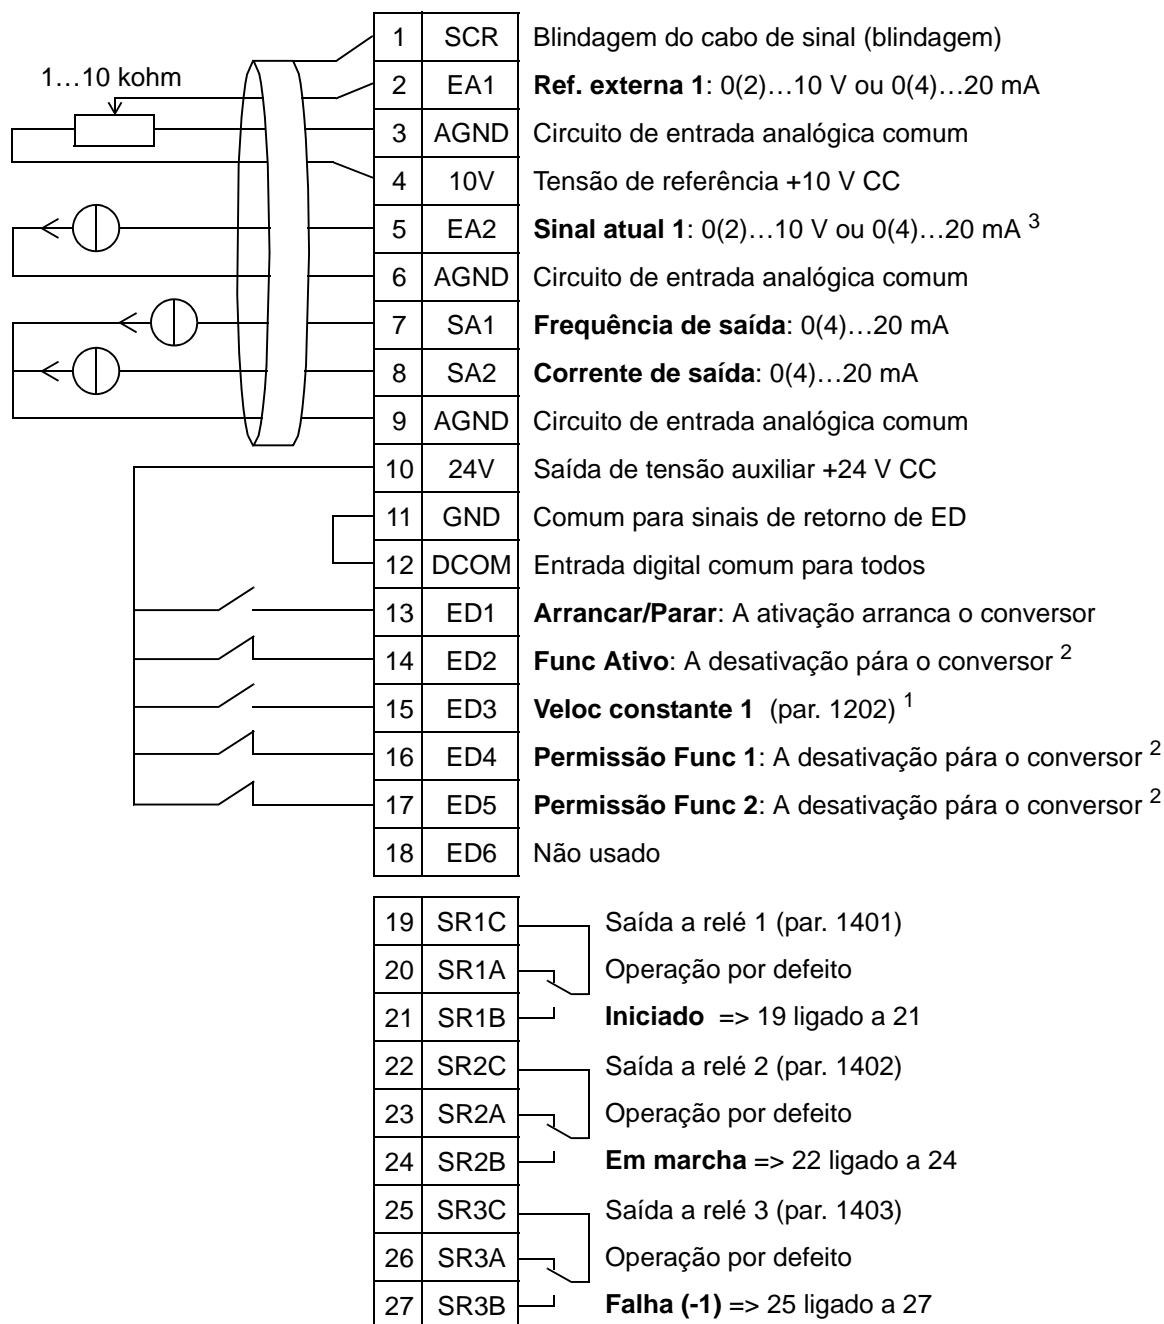 1 SCR Blindagem do cabo de sinal (blindagem)
1…10 kohm
2 EA1 Ref. externa 1: 0(2)…10 V ou 0(4)…20 mA
3 AGND Circuito de entrada analógica comum
4 10V Tensão de referência +10 V CC
5 EA2 Sinal atual 1: 0(2)…10 V ou 0(4)…20 mA 3
6 AGND Circuito de entrada analógica comum
7 SA1 Frequência de saída: 0(4)…20 mA
8 SA2 Corrente de saída: 0(4)…20 mA
9 AGND Circuito de entrada analógica comum
10 24V Saída de tensão auxiliar +24 V CC
11 GND Comum para sinais de retorno de ED
12 DCOM Entrada digital comum para todos
13 ED1 Arrancar/Parar: A ativação arranca o conversor
14 ED2 Func Ativo: A desativação pára o conversor 2
15 ED3 Veloc constante 1 (par. 1202) 1
16 ED4 Permissão Func 1: A desativação pára o conversor 2
17 ED5 Permissão Func 2: A desativação pára o conversor 2
18 ED6 Não usado
19 SR1C Saída a relé 1 (par. 1401)
20 SR1A Operação por defeito
21 SR1B Iniciado => 19 ligado a 21
22 SR2C Saída a relé 2 (par. 1402)
23 SR2A Operação por defeito
24 SR2B Em marcha => 22 ligado a 24
25 SR3C Saída a relé 3 (par. 1403)
26 SR3A Operação por defeito
27 SR3B Falha (-1) => 25 ligado a 27